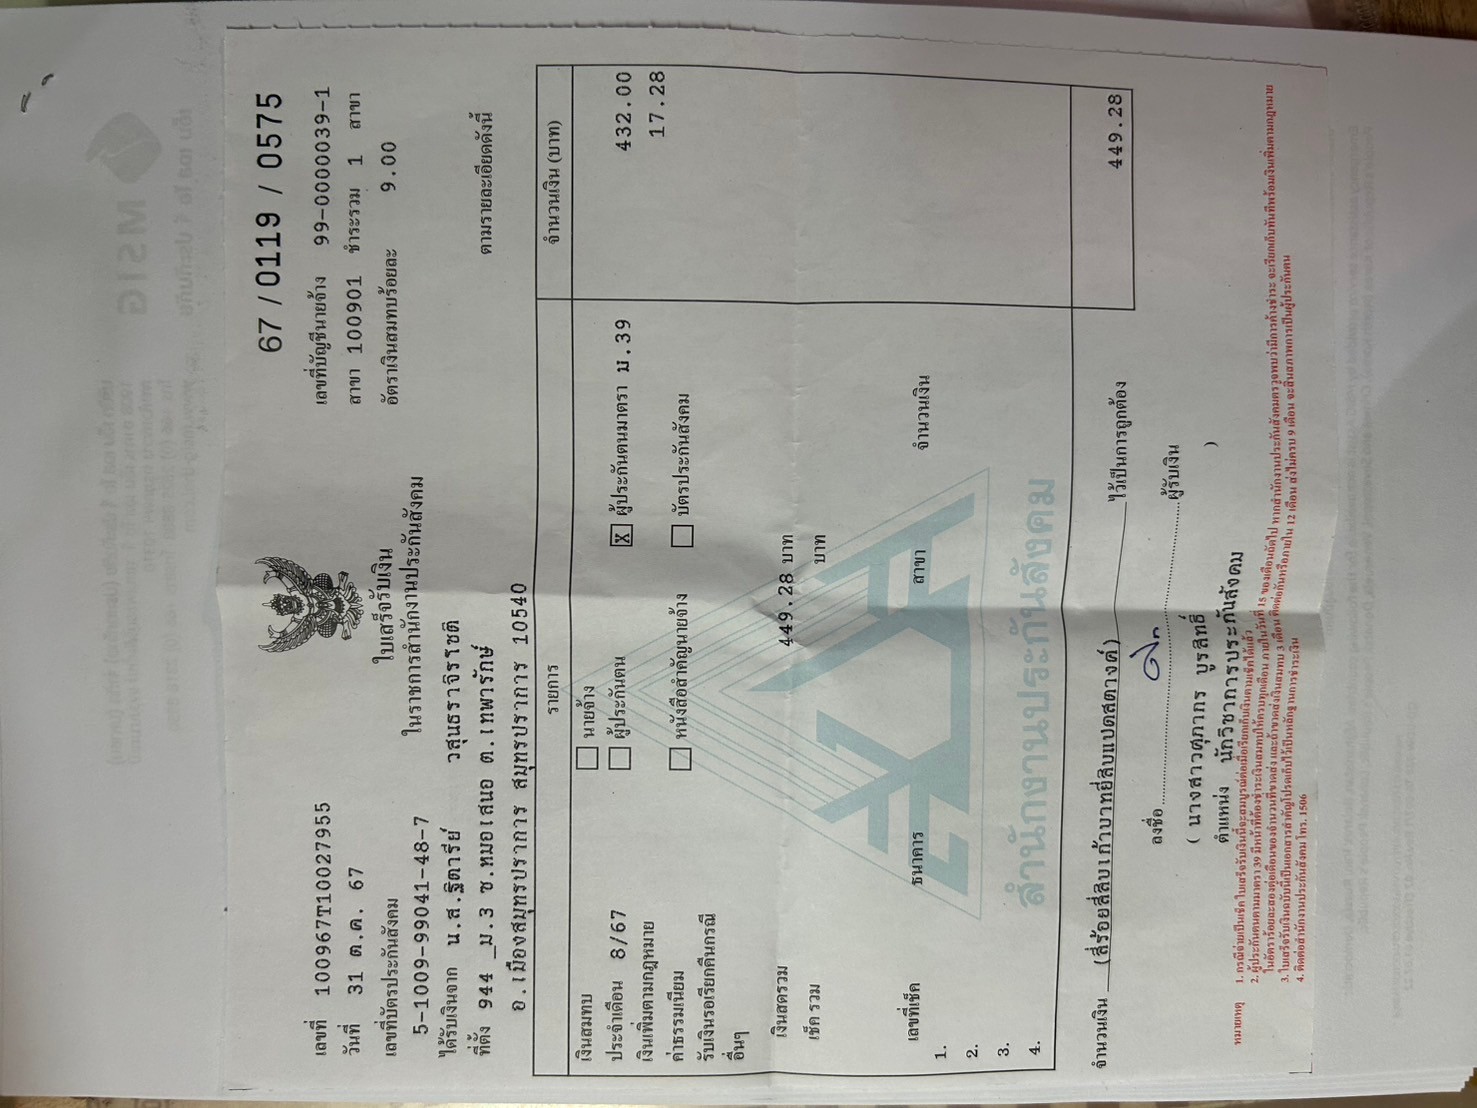 67 / 0119 / 0575
เลขที่ 100967T10027955
เลขที่บัญชีนายจ้าง 99-0000039-1
วันที่ 31 ต.ค. 67
สาขา 100901 ชำระรวม 1 สาขา
เลขที่บัตรประกันสังคม
ใบเสร็จรับเงิน
อัตราเงินสมทบร้อยละ 9.00
5-1009-99041-48-7
ในราชการสำนักงานประกันสังคม
ได้รับเงินจาก น.ส.ฐิตารีย์ วสุนธราจิรโชติ
ที่ตั้ง 944 _ม.3 ซ.หมอเสนอ ต.เทพารักษ์
ตามรายละเอียดดังนี้
อ.เมืองสมุทรปราการ สมุทรปราการ 10540
รายการ จำนวนเงิน (บาท)
เงินสมทบ นายจ้าง
ประจำเดือน 8/67 ผู้ประกันตน X ผู้ประกันตนมาตรา ม.39 432.00
เงินเพิ่มตามกฎหมาย 17.28
ค่าธรรมเนียม หนังสือสำคัญนายจ้าง บัตรประกันสังคม
รับเงินรอเรียกคืนกรณี
อื่นๆ
เงินสดรวม 449.28 บาท
เช็ค รวม บาท
เลขที่เช็ค ธนาคาร สาขา จำนวนเงิน
1.
2.
3.
4.
สำนักงานประกันสังคม
จำนวนเงิน (สี่ร้อยสี่สิบเก้าบาทยี่สิบแปดสตางค์) ไว้เป็นการถูกต้อง 449.28
ลงชื่อ ผู้รับเงิน
( นางสาวศุภากร บูรสิทธิ์ )
ตำแหน่ง นักวิชาการประกันสังคม
หมายเหตุ 1. กรณีจ่ายเป็นเช็ค ใบเสร็จรับเงินนี้จะสมบูรณ์ต่อเมื่อเรียกเก็บเงินตามเช็คได้แล้ว
2. ผู้ประกันตนตามมาตรา 39 มีหน้าที่ต้องชำระเงินสมทบให้ครบทุกเดือน ภายในวันที่ 15 ของเดือนถัดไป หากสำนักงานประกันสังคมตรวจพบว่ามีการค้างชำระ จะเรียกเก็บทันทีพร้อมเงินเพิ่มตามกฎหมาย
ในอัตราร้อยละสองต่อเดือนของจำนวนที่ขาดส่ง และถ้าขาดส่งเงินสมทบ 3 เดือน ติดต่อกันหรือภายใน 12 เดือน ส่งไม่ครบ 9 เดือน จะสิ้นสภาพการเป็นผู้ประกันตน
3. ใบเสร็จรับเงินฉบับนี้เป็นเอกสารสำคัญโปรดเก็บไว้เป็นหลักฐานการชำระเงิน
4. ติดต่อสำนักงานประกันสังคม โทร. 1506